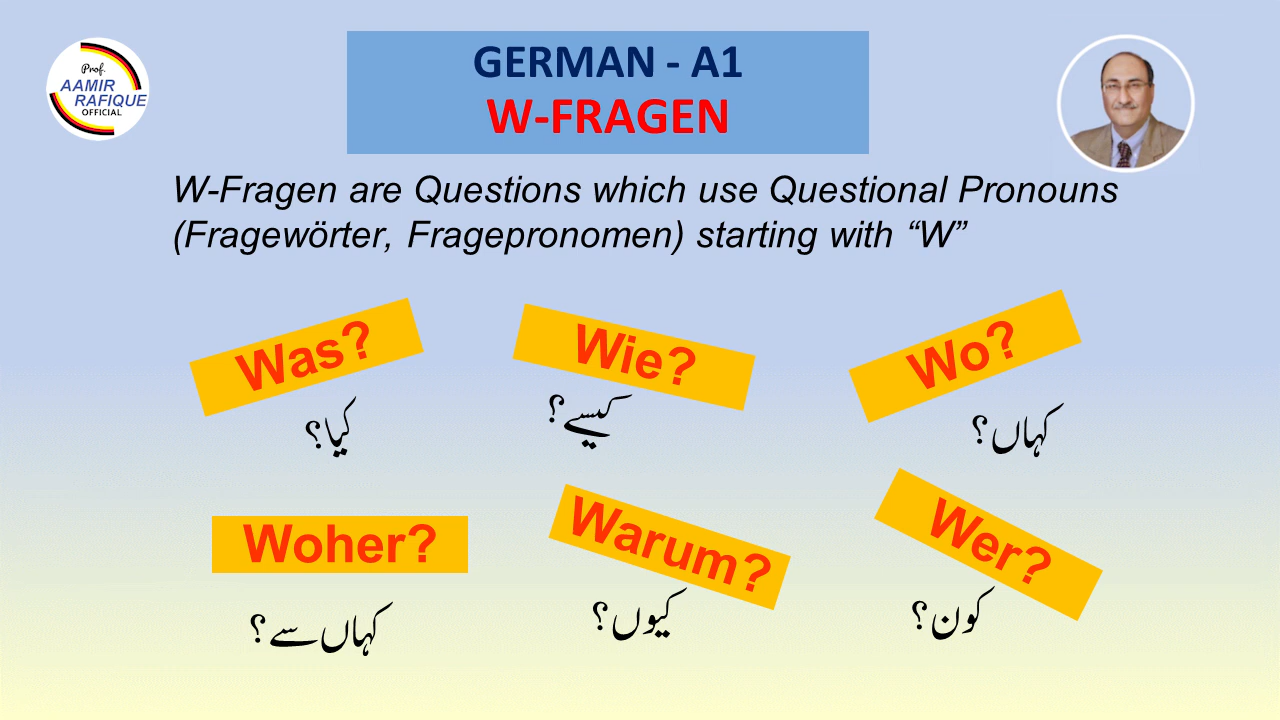 Prof.
AAMIR
RAFIQUE
OFFICIAL
GERMAN - A1
W-FRAGEN
W-Fragen are Questions which use Questional Pronouns
(Fragewörter, Fragepronomen) starting with “W”
Was?
کیا؟
Wie?
کیسے؟
Wo?
کہاں؟
Woher?
کہاں سے؟
Warum?
کیوں؟
Wer?
کون؟